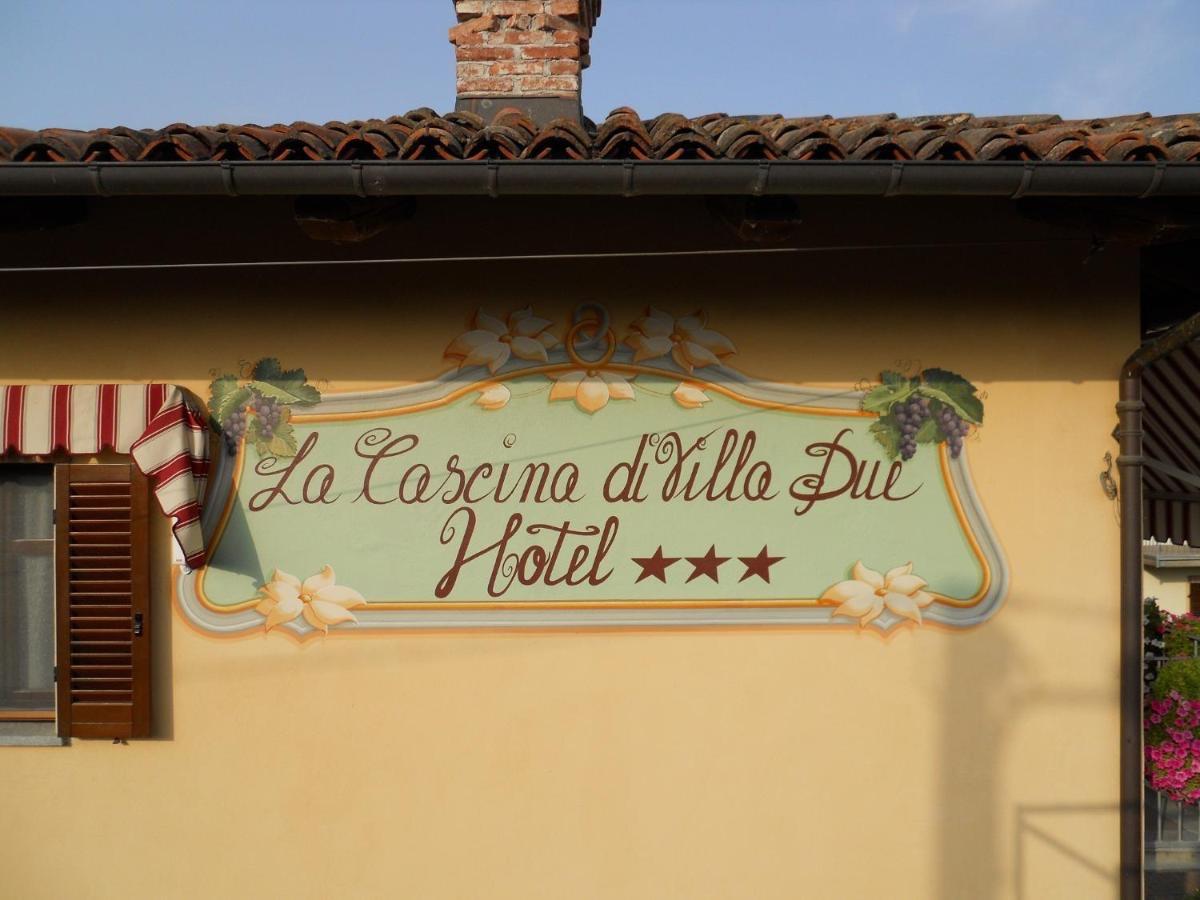 La Cascina di Villa Due
Hotel ★★★